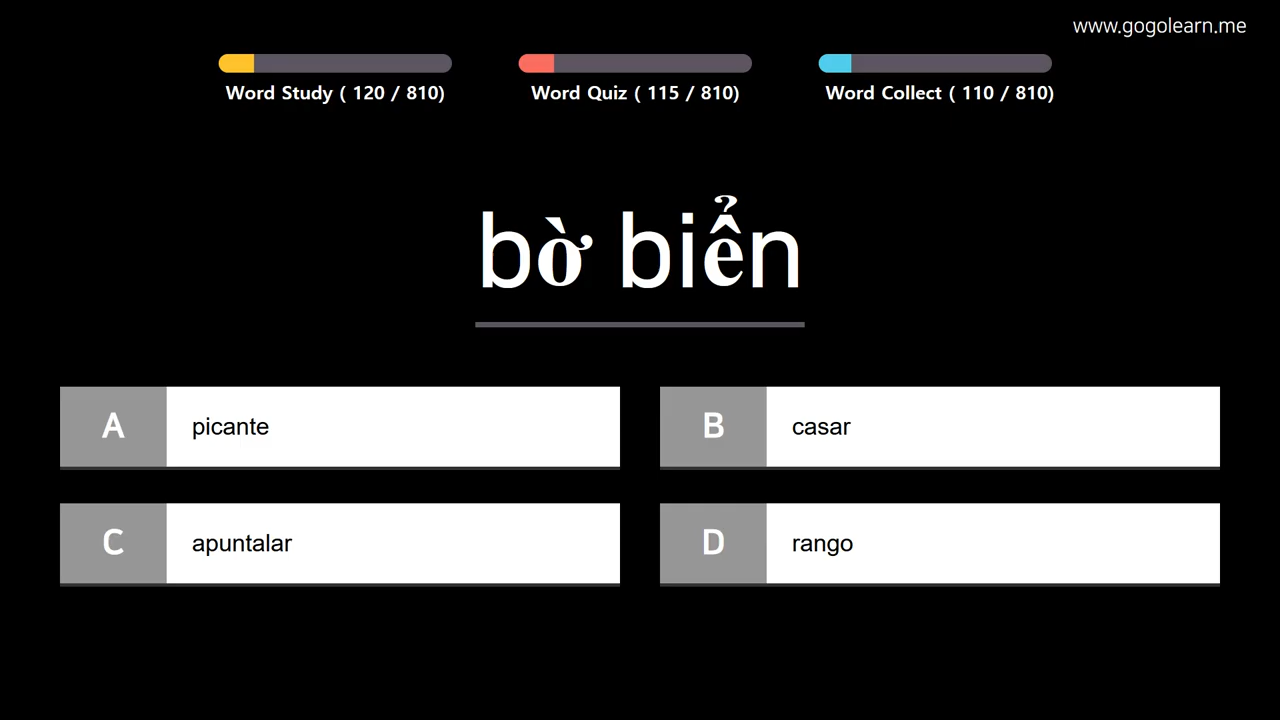 www.gogolearn.me
Word Study ( 120 / 810)
Word Quiz ( 115 / 810)
Word Collect ( 110 / 810)
bờ biển
A picante
B casar
C apuntalar
D rango